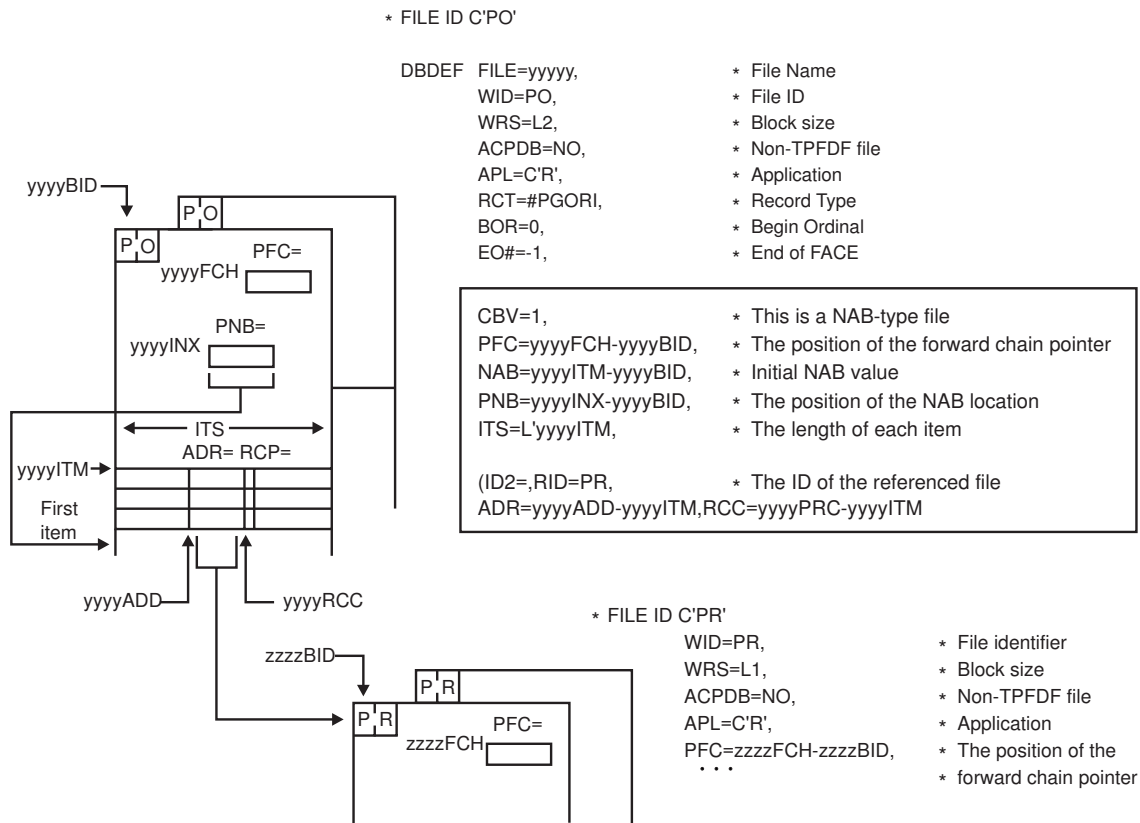 * FILE ID C'PO'
DBDEF FILE=yyyyy, * File Name
WID=PO, * File ID
WRS=L2, * Block size
ACPDB=NO, * Non-TPFDF file
APL=C'R', * Application
RCT=#PGORI, * Record Type
BOR=0, * Begin Ordinal
EO#=-1, * End of FACE
CBV=1, * This is a NAB-type file
PFC=yyyyFCH-yyyyBID, * The position of the forward chain pointer
NAB=yyyyITM-yyyyBID, * Initial NAB value
PNB=yyyyINX-yyyyBID, * The position of the NAB location
ITS=L'yyyyITM, * The length of each item
(ID2=,RID=PR, * The ID of the referenced file
ADR=yyyyADD-yyyyITM,RCC=yyyyPRC-yyyyITM
yyyyBID
P O
P O
PFC=
yyyyFCH
PNB=
yyyyINX
ITS
ADR= RCP=
yyyyITM
First
item
yyyyADD
yyyyRCC
* FILE ID C'PR'
WID=PR, * File identifier
WRS=L1, * Block size
ACPDB=NO, * Non-TPFDF file
APL=C'R', * Application
PFC=zzzzFCH-zzzzBID, * The position of the
. . . * forward chain pointer
zzzzBID
P R
P R
PFC=
zzzzFCH